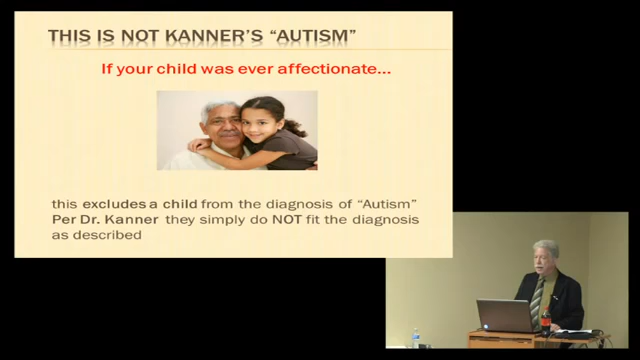 THIS IS NOT KANNER'S "AUTISM"
If your child was ever affectionate...
this excludes a child from the diagnosis of "Autism"
Per Dr. Kanner they simply do NOT fit the diagnosis
as described